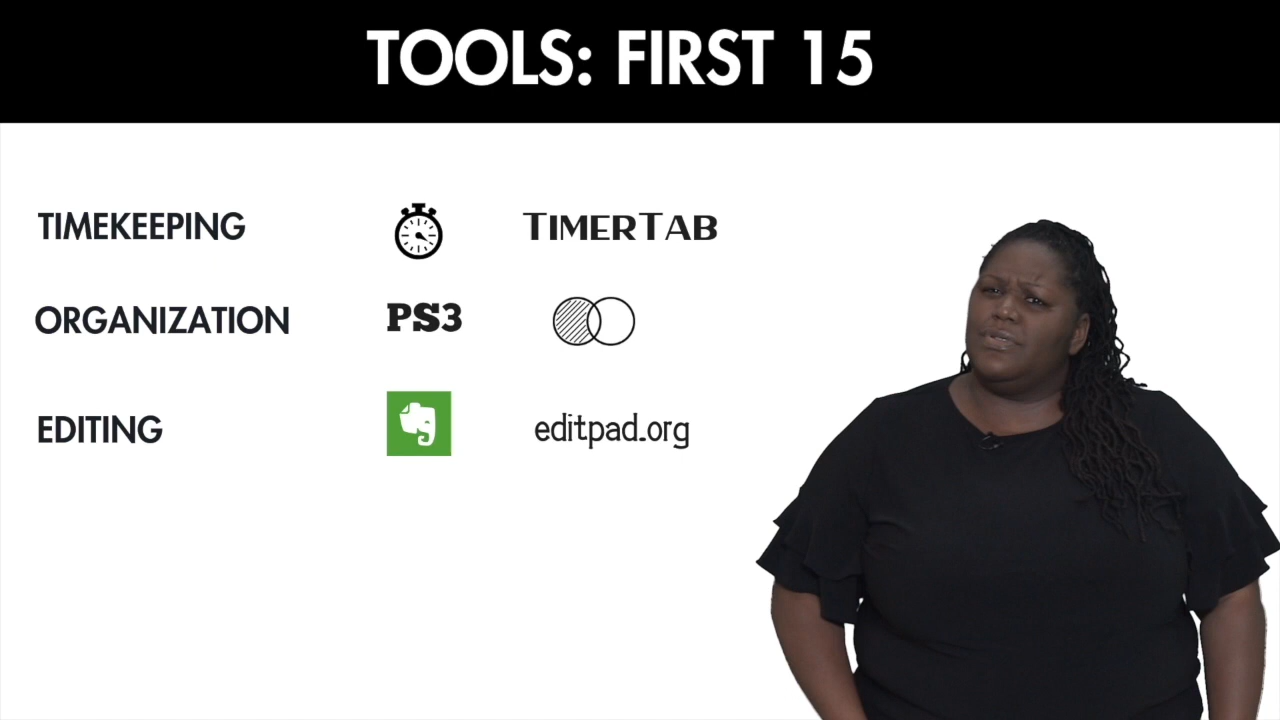 TOOLS: FIRST 15
TIMEKEEPING TIMERTAB
ORGANIZATION PS3
EDITING editpad.org